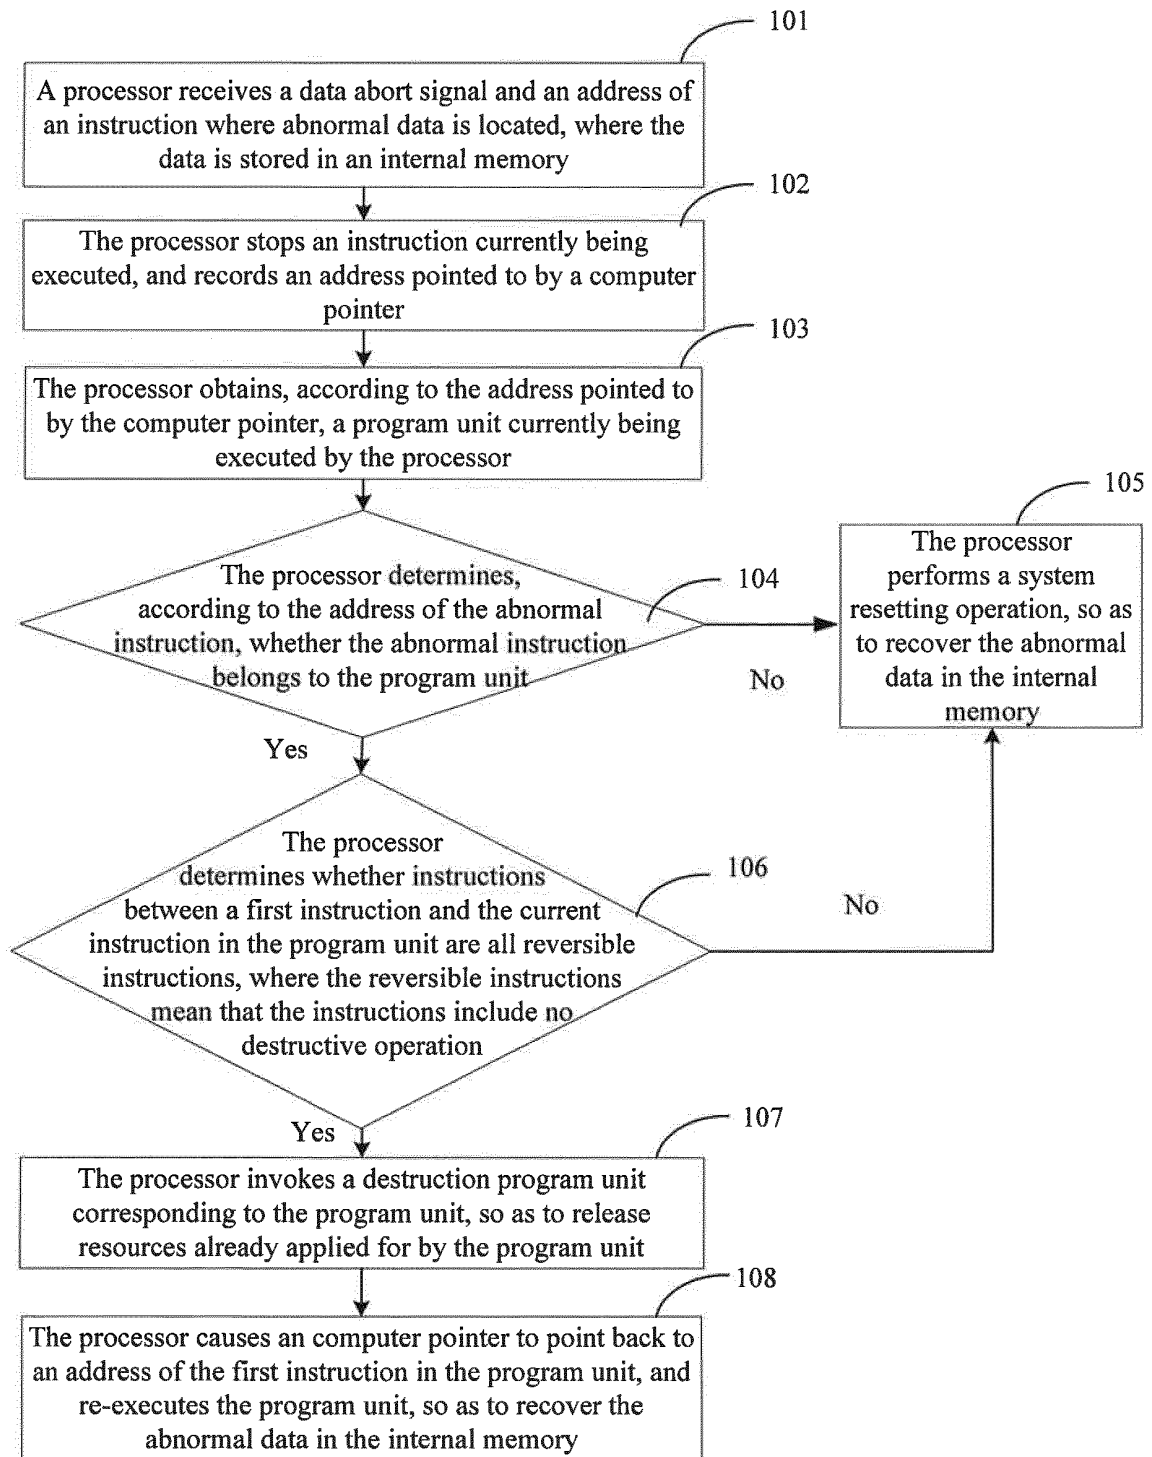 101
A processor receives a data abort signal and an address of
an instruction where abnormal data is located, where the
data is stored in an internal memory
102
The processor stops an instruction currently being
executed, and records an address pointed to by a computer
pointer
103
The processor obtains, according to the address pointed to
by the computer pointer, a program unit currently being
executed by the processor
104
The processor determines,
according to the address of the abnormal
instruction, whether the abnormal instruction
belongs to the program unit
No
105
The processor
performs a system
resetting operation, so as
to recover the abnormal
data in the internal
memory
Yes
106
The processor
determines whether instructions
between a first instruction and the current
instruction in the program unit are all reversible
instructions, where the reversible instructions
mean that the instructions include no
destructive operation
No
Yes
107
The processor invokes a destruction program unit
corresponding to the program unit, so as to release
resources already applied for by the program unit
108
The processor causes an computer pointer to point back to
an address of the first instruction in the program unit, and
re-executes the program unit, so as to recover the
abnormal data in the internal memory